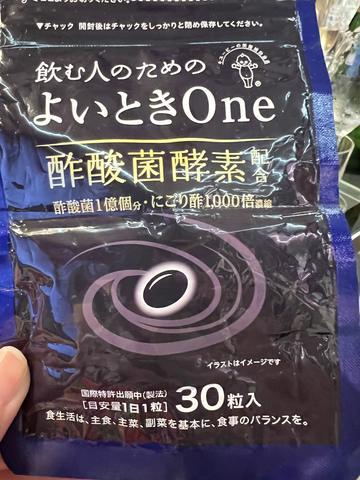 ▼チャック 開封後はチャックをしっかりと閉め保存してください。
飲む人のための
よいときOne
酢酸菌酵素配合
酢酸菌1億個分・にごり酢1,000倍濃縮
イラストはイメージです
国際特許出願中(製法)
[目安量1日1粒]
30粒入
食生活は、主食、主菜、副菜を基本に、食事のバランスを。